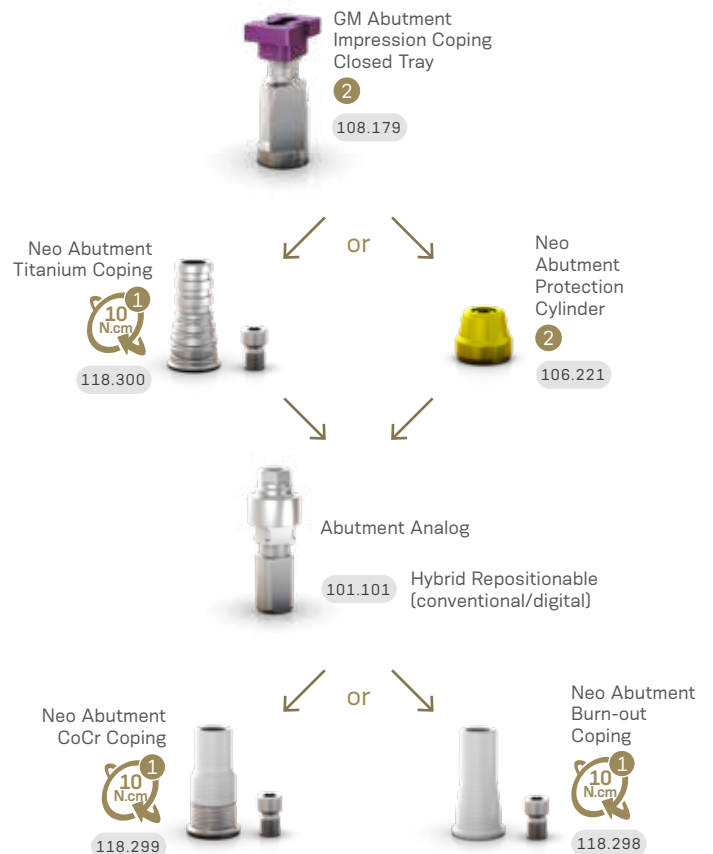 GM Abutment
Impression Coping
Closed Tray
2
108.179
or
Neo Abutment
Titanium Coping
1
10
N.cm
118.300
Neo
Abutment
Protection
Cylinder
2
106.221
Abutment Analog
101.101
Hybrid Repositionable
(conventional/digital)
or
Neo Abutment
CoCr Coping
1
10
N.cm
118.299
Neo Abutment
Burn-out
Coping
1
10
N.cm
118.298